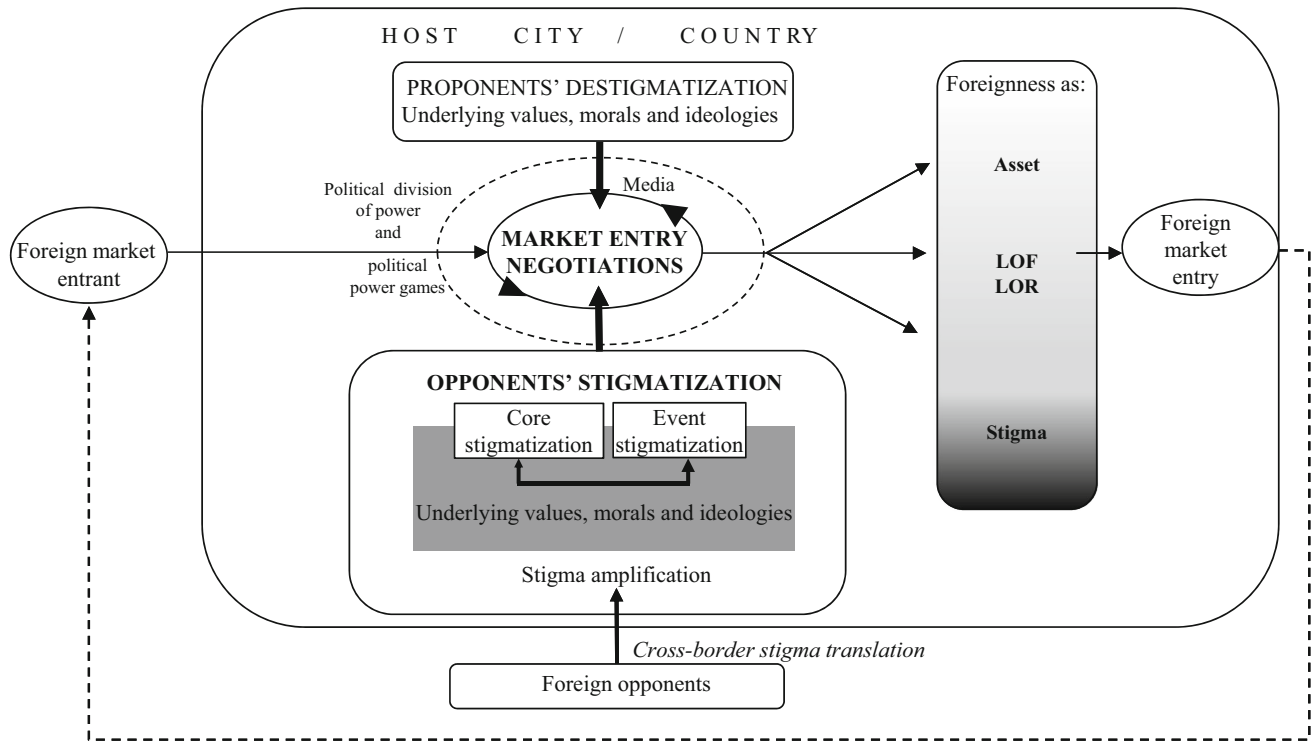 HOST CITY / COUNTRY
PROPONENTS’ DESTIGMATIZATION
Underlying values, morals and ideologies
Foreignness as:
Political division
of power
and
political
power games
Media
Foreign market
entrant
MARKET ENTRY
NEGOTIATIONS
Asset
LOF
LOR
Stigma
Foreign
market
entry
OPPONENTS’ STIGMATIZATION
Core
stigmatization
Event
stigmatization
Underlying values, morals and ideologies
Stigma amplification
Cross-border stigma translation
Foreign opponents